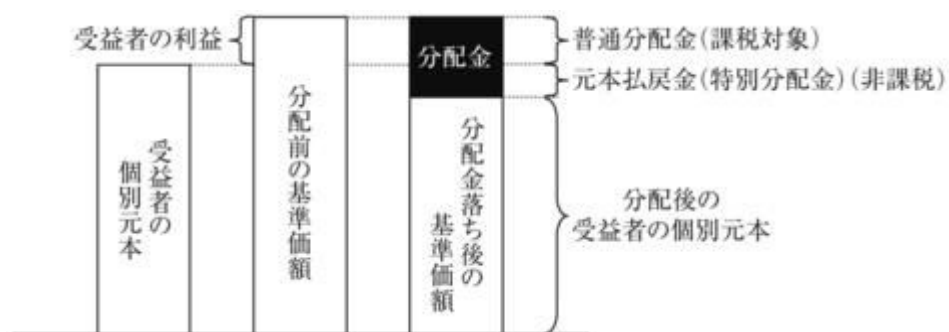 受益者の利益
分配金
普通分配金(課税対象)
元本払戻金(特別分配金)(非課税)
受益者の
個別元本
分配前の基準価額
分配金落ち後の
基準価額
分配後の
受益者の個別元本